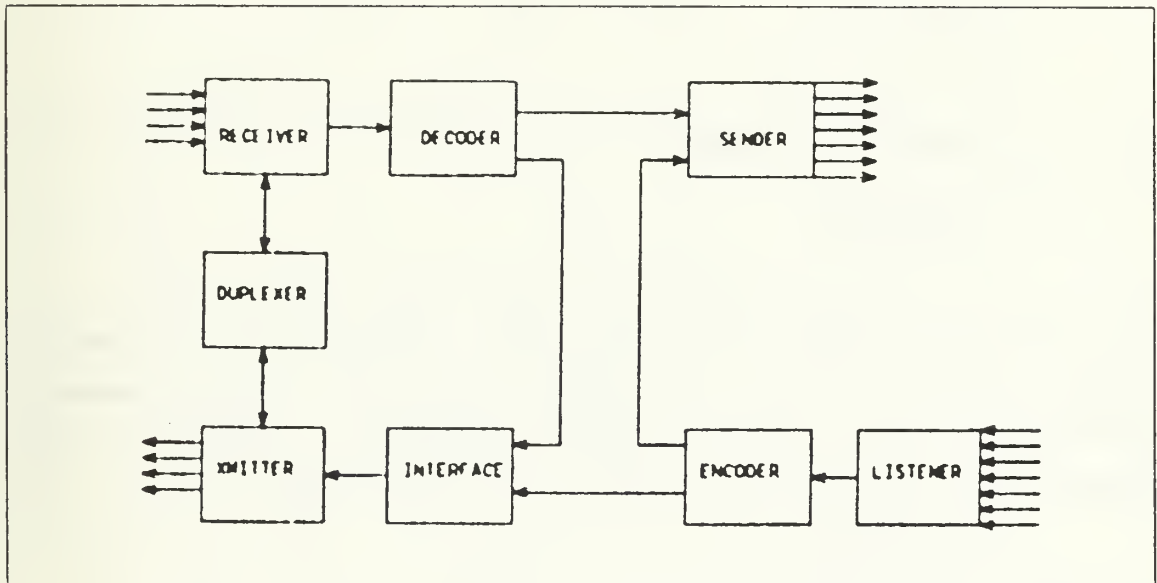 RECEIVER
DECODER
SENDER
DUPLEXER
XMITTER
INTERFACE
ENCODER
LISTENER